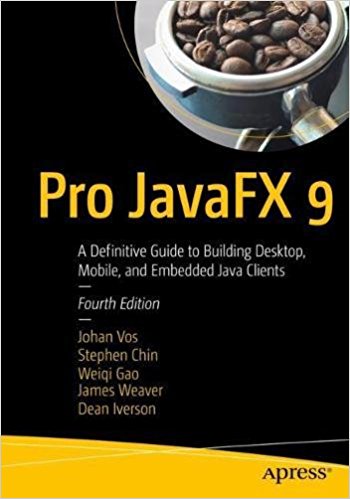 Pro JavaFX 9
A Definitive Guide to Building Desktop,
Mobile, and Embedded Java Clients
—
Fourth Edition
—
Johan Vos
Stephen Chin
Weiqi Gao
James Weaver
Dean Iverson
Apress®